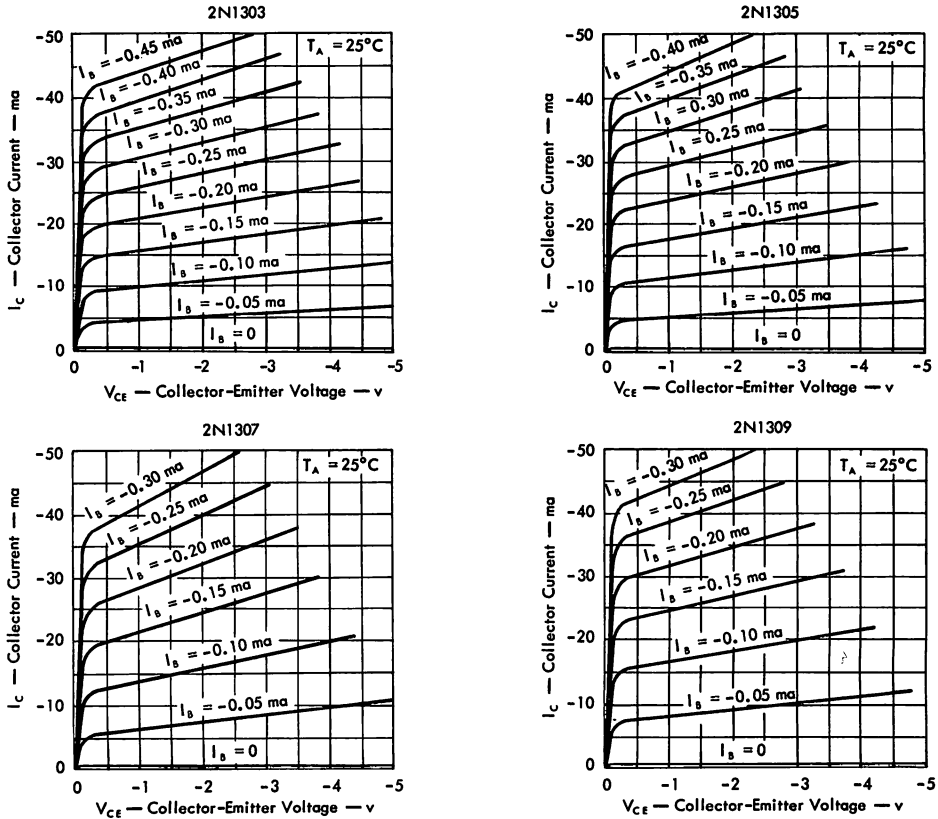 2N1303
I_C — Collector Current — ma
-50
-40
-30
-20
-10
0
T_A = 25°C
I_B = -0.45 ma
I_B = -0.40 ma
I_B = -0.35 ma
I_B = -0.30 ma
I_B = -0.25 ma
I_B = -0.20 ma
I_B = -0.15 ma
I_B = -0.10 ma
I_B = -0.05 ma
I_B = 0
0 -1 -2 -3 -4 -5
V_CE — Collector-Emitter Voltage — v
2N1305
I_C — Collector Current — ma
-50
-40
-30
-20
-10
0
T_A = 25°C
I_B = -0.40 ma
I_B = -0.35 ma
I_B = 0.30 ma
I_B = 0.25 ma
I_B = -0.20 ma
I_B = -0.15 ma
I_B = -0.10 ma
I_B = -0.05 ma
I_B = 0
0 -1 -2 -3 -4 -5
V_CE — Collector-Emitter Voltage — v
2N1307
I_C — Collector Current — ma
-50
-40
-30
-20
-10
0
T_A = 25°C
I_B = -0.30 ma
I_B = -0.25 ma
I_B = -0.20 ma
I_B = -0.15 ma
I_B = -0.10 ma
I_B = -0.05 ma
I_B = 0
0 -1 -2 -3 -4 -5
V_CE — Collector-Emitter Voltage — v
2N1309
I_C — Collector Current — ma
-50
-40
-30
-20
-10
0
T_A = 25°C
I_B = -0.30 ma
I_B = -0.25 ma
I_B = -0.20 ma
I_B = -0.15 ma
I_B = -0.10 ma
I_B = -0.05 ma
I_B = 0
0 -1 -2 -3 -4 -5
V_CE — Collector-Emitter Voltage — v